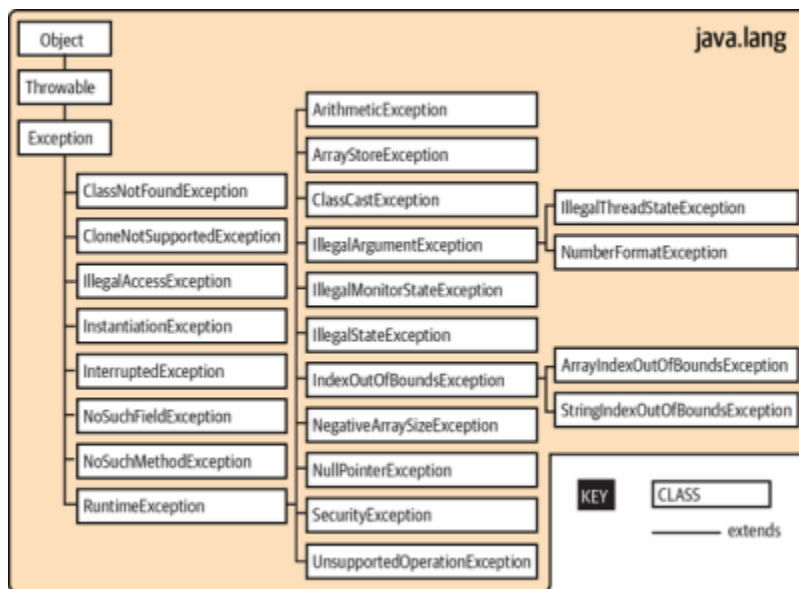 java.lang
Object
Throwable
Exception
ClassNotFoundException
CloneNotSupportedException
IllegalAccessException
InstantiationException
InterruptedException
NoSuchFieldException
NoSuchMethodException
RuntimeException
ArithmeticException
ArrayStoreException
ClassCastException
IllegalArgumentException
IllegalMonitorStateException
IllegalStateException
IndexOutOfBoundsException
NegativeArraySizeException
NullPointerException
SecurityException
UnsupportedOperationException
IllegalThreadStateException
NumberFormatException
ArrayIndexOutOfBoundsException
StringIndexOutOfBoundsException
KEY
CLASS
extends